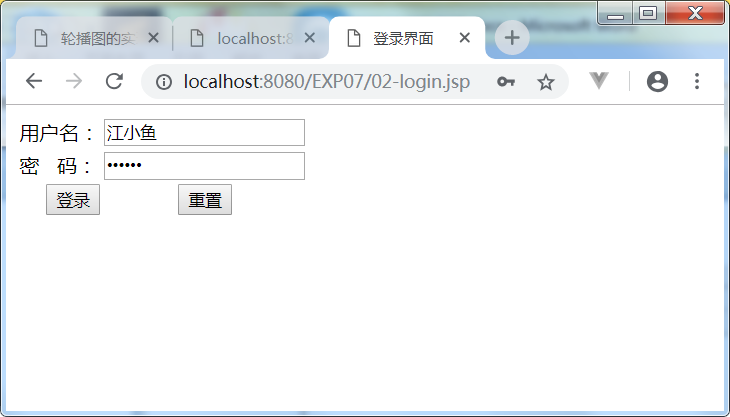 轮播图的实
localhost:8
登录界面
localhost:8080/EXP07/02-login.jsp
用户名： 江小鱼
密 码： ••••••
登录 重置